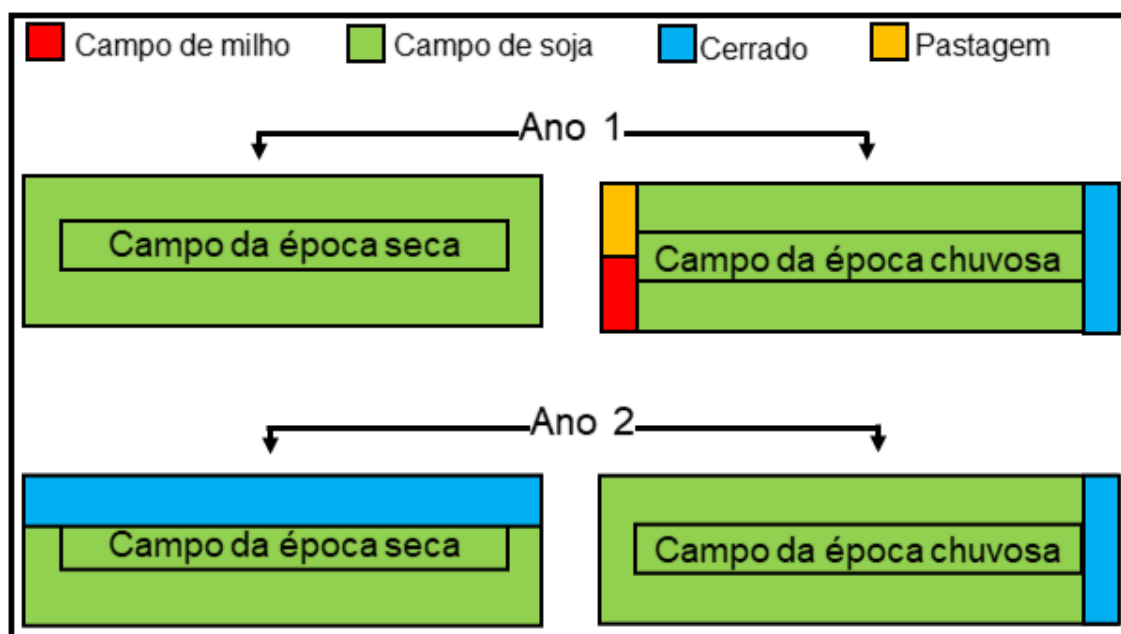 Campo de milho Campo de soja Cerrado Pastagem
Ano 1
Campo da época seca Campo da época chuvosa
Ano 2
Campo da época seca Campo da época chuvosa